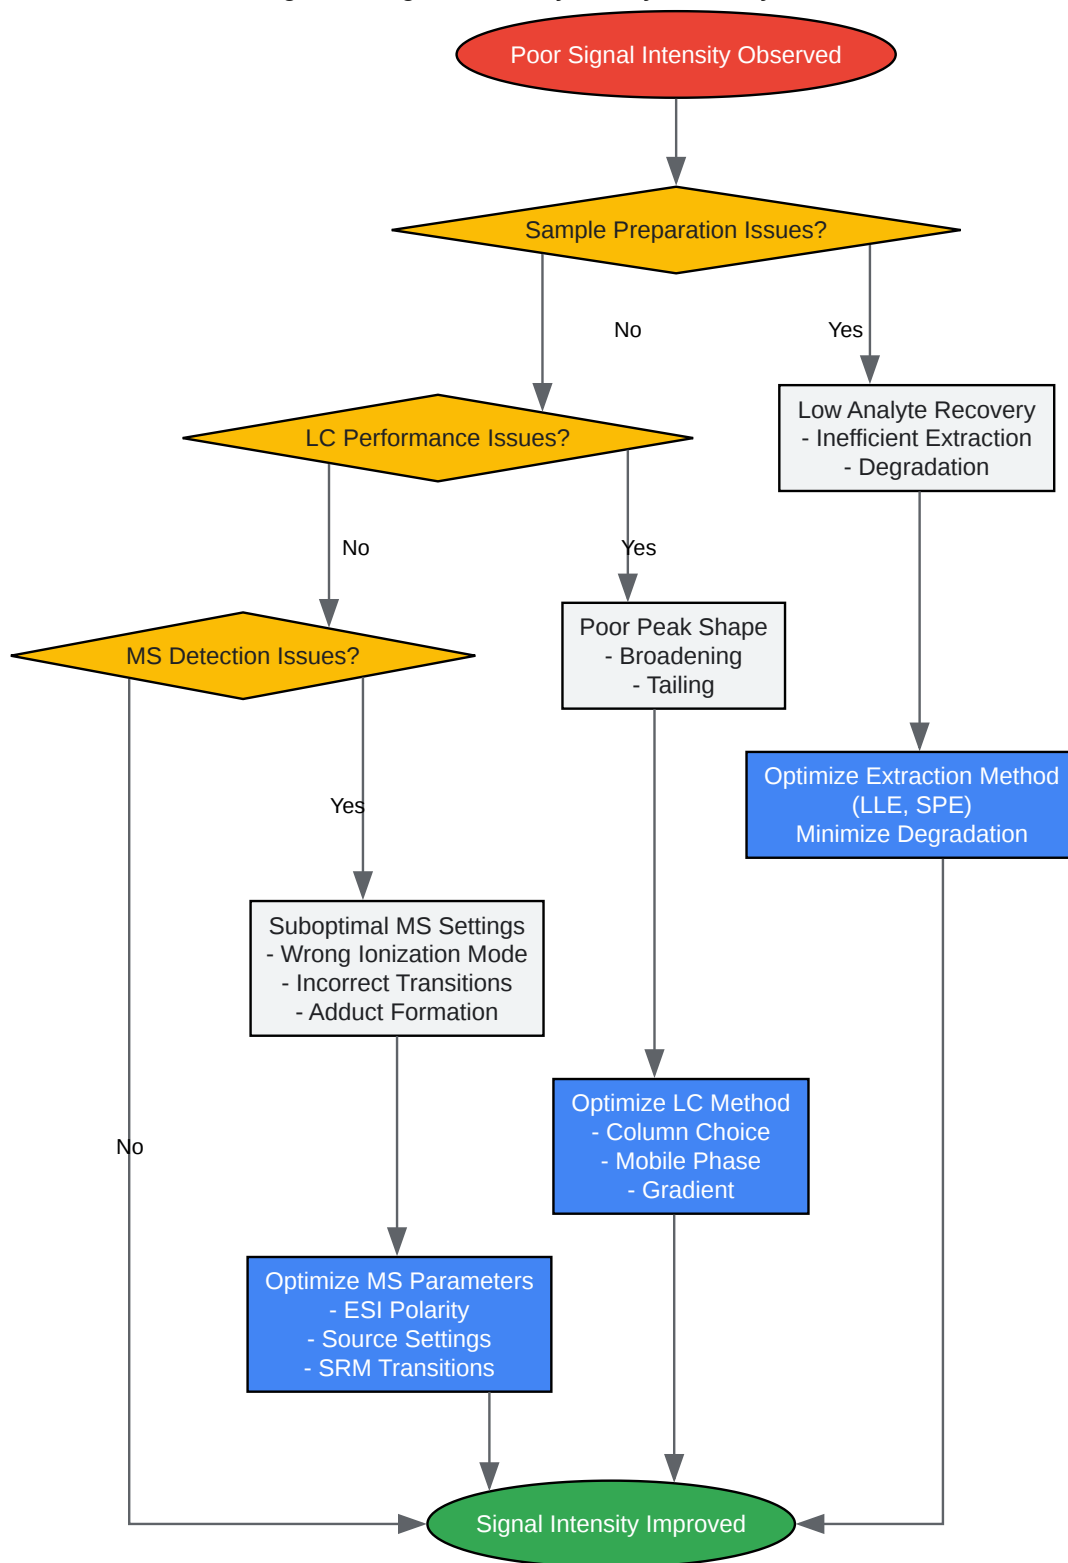 Poor Signal Intensity Observed
Sample Preparation Issues?
No
Yes
Low Analyte Recovery
- Inefficient Extraction
- Degradation
LC Performance Issues?
No
Yes
Poor Peak Shape
- Broadening
- Tailing
MS Detection Issues?
Optimize Extraction Method
(LLE, SPE)
Minimize Degradation
Yes
Suboptimal MS Settings
- Wrong Ionization Mode
- Incorrect Transitions
- Adduct Formation
No
Optimize LC Method
- Column Choice
- Mobile Phase
- Gradient
Optimize MS Parameters
- ESI Polarity
- Source Settings
- SRM Transitions
Signal Intensity Improved